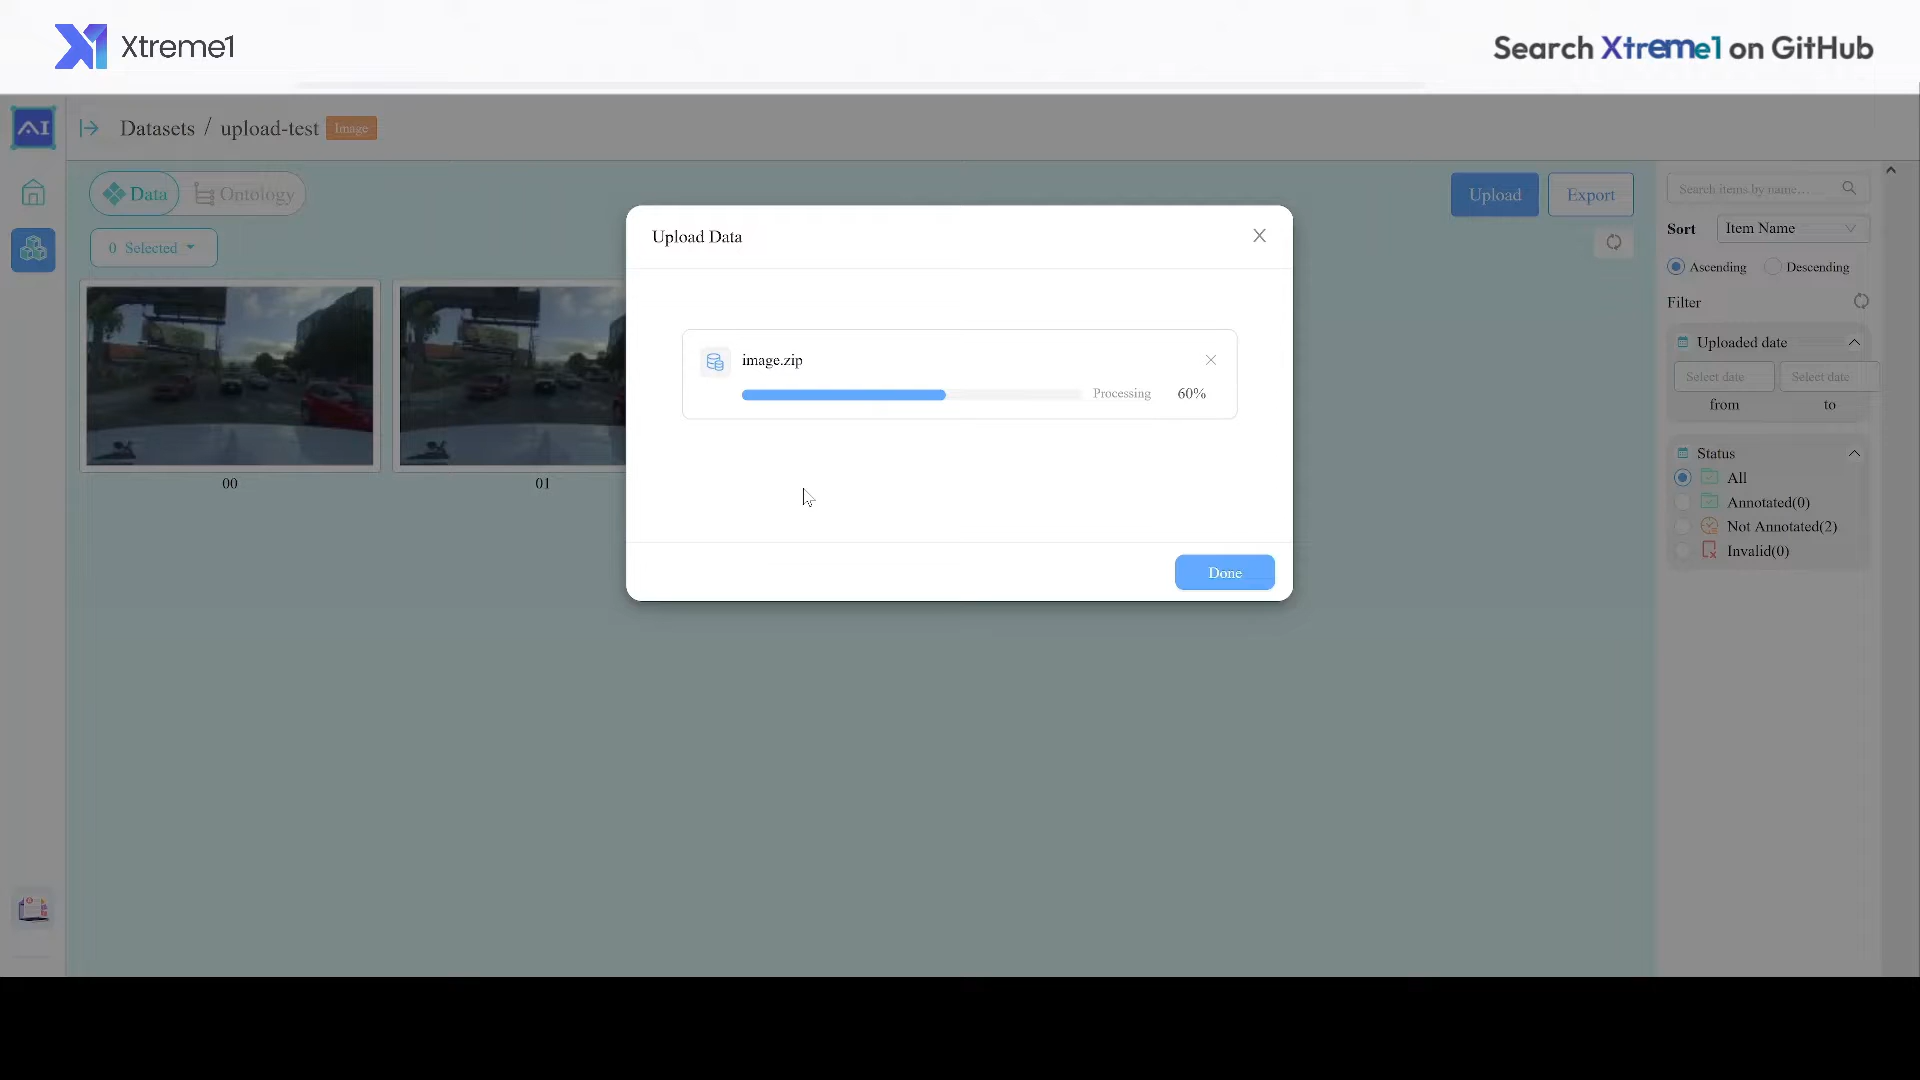 Xtreme1
Search Xtreme1 on GitHub
AI
Datasets / upload-test Image
Data Ontology
Upload Export
0 Selected
00
01
Upload Data
image.zip
Processing 60%
Done
Search items by name...
Sort Item Name
Ascending Descending
Filter
Uploaded date
Select date Select date
from to
Status
All
Annotated(0)
Not Annotated(2)
Invalid(0)